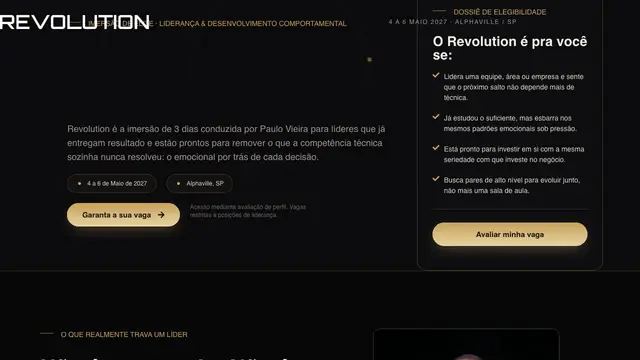 REVOLUTION
IMERSÃO DE · LIDERANÇA & DESENVOLVIMENTO COMPORTAMENTAL
4 A 6 MAIO 2027 · ALPHAVILLE / SP
Revolution é a imersão de 3 dias conduzida por Paulo Vieira para líderes que já
entregam resultado e estão prontos para remover o que a competência técnica
sozinha nunca resolveu: o emocional por trás de cada decisão.
4 a 6 de Maio de 2027
Alphaville, SP
Garanta a sua vaga →
Acesso mediante avaliação de perfil. Vagas
restritas a posições de liderança.
DOSSIÊ DE ELEGIBILIDADE
O Revolution é pra você
se:
Lidera uma equipe, área ou empresa e sente
que o próximo salto não depende mais de
técnica.
Já estudou o suficiente, mas esbarra nos
mesmos padrões emocionais sob pressão.
Está pronto para investir em si com a mesma
seriedade com que investe no negócio.
Busca pares de alto nível para evoluir junto,
não mais uma sala de aula.
Avaliar minha vaga
O QUE REALMENTE TRAVA UM LÍDER